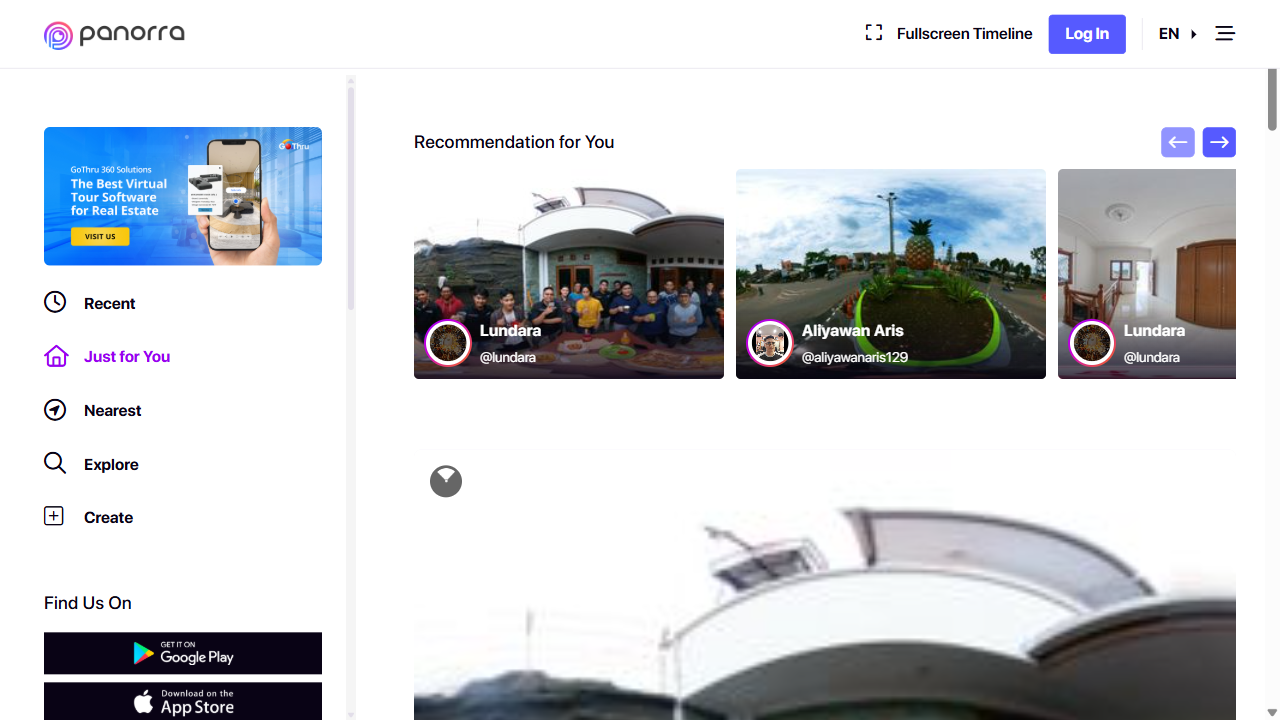 panorra
Fullscreen Timeline
Log In
EN
GoThru
GoThru 360 Solutions
The Best Virtual
Tour Software
for Real Estate
VISIT US
Recent
Just for You
Nearest
Explore
Create
Find Us On
GET IT ON
Google Play
Download on the
App Store
Recommendation for You
Lundara
@lundara
Aliyawan Aris
@aliyawanaris129
Lundara
@lundara